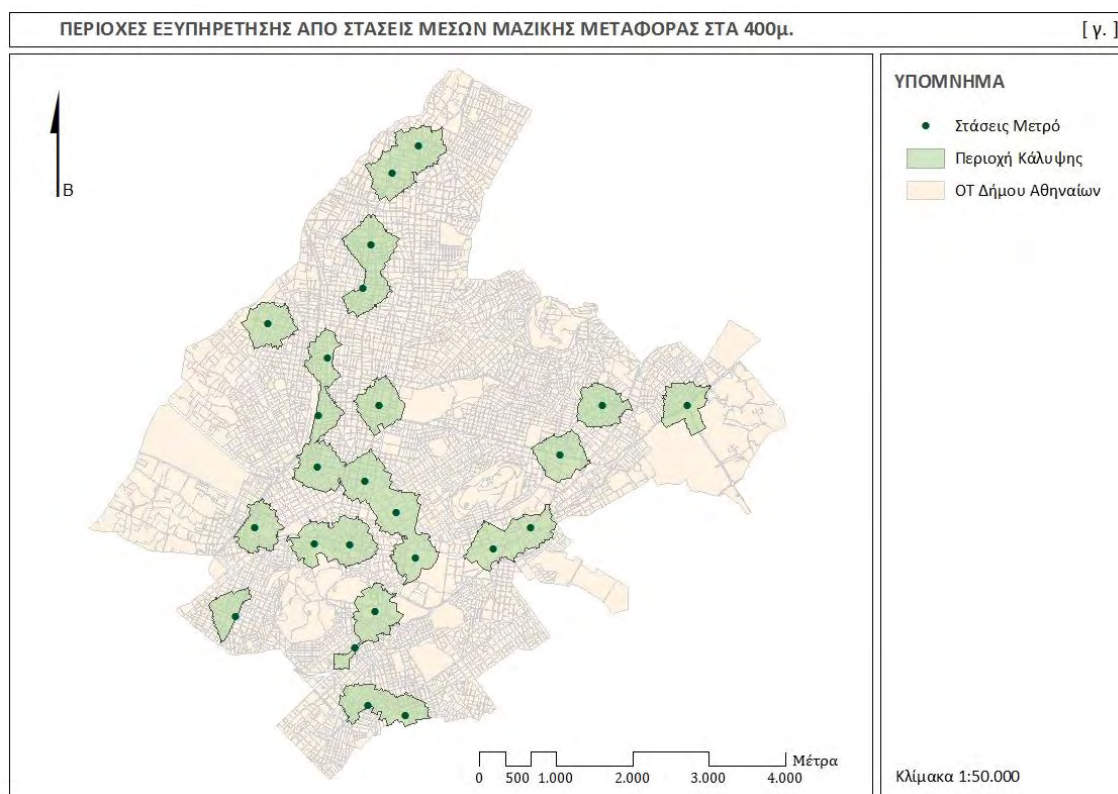 ΠΕΡΙΟΧΕΣ ΕΞΥΠΗΡΕΤΗΣΗΣ ΑΠΟ ΣΤΑΣΕΙΣ ΜΕΣΩΝ ΜΑΖΙΚΗΣ ΜΕΤΑΦΟΡΑΣ ΣΤΑ 400μ. [ γ. ]
Β
ΥΠΟΜΝΗΜΑ
Στάσεις Μετρό
Περιοχή Κάλυψης
ΟΤ Δήμου Αθηναίων
Μέτρα
0 500 1.000 2.000 3.000 4.000
Κλίμακα 1:50.000